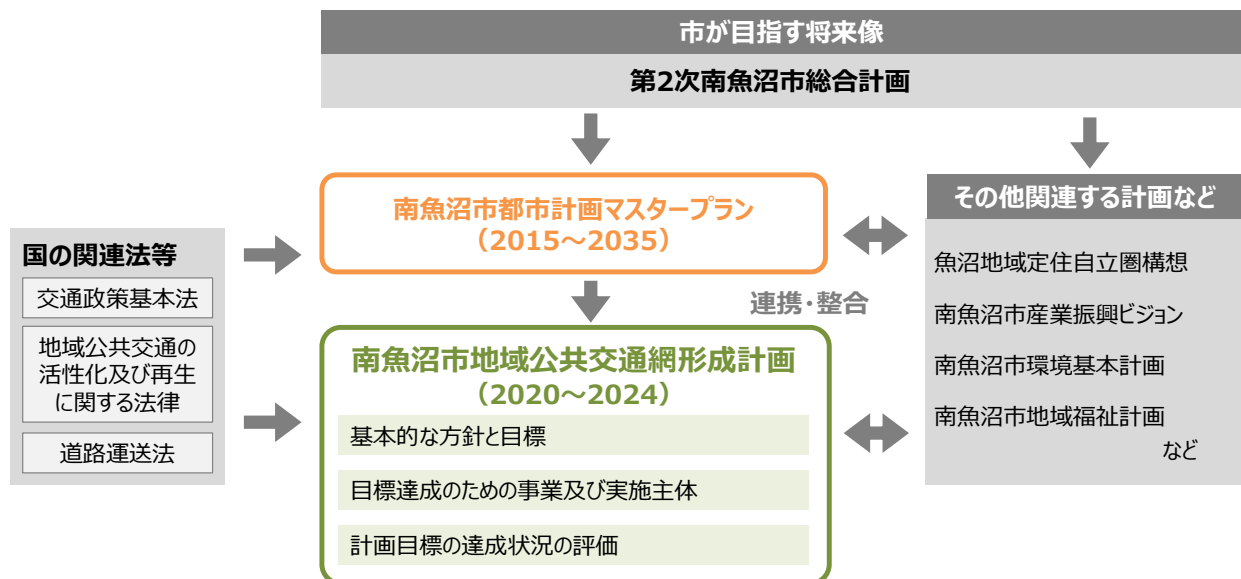 市が目指す将来像
第2次南魚沼市総合計画
南魚沼市都市計画マスタープラン
（2015～2035）
その他関連する計画など
魚沼地域定住自立圏構想
南魚沼市産業振興ビジョン
南魚沼市環境基本計画
南魚沼市地域福祉計画
など
国の関連法等
交通政策基本法
地域公共交通の
活性化及び再生
に関する法律
道路運送法
連携・整合
南魚沼市地域公共交通網形成計画
（2020～2024）
基本的な方針と目標
目標達成のための事業及び実施主体
計画目標の達成状況の評価